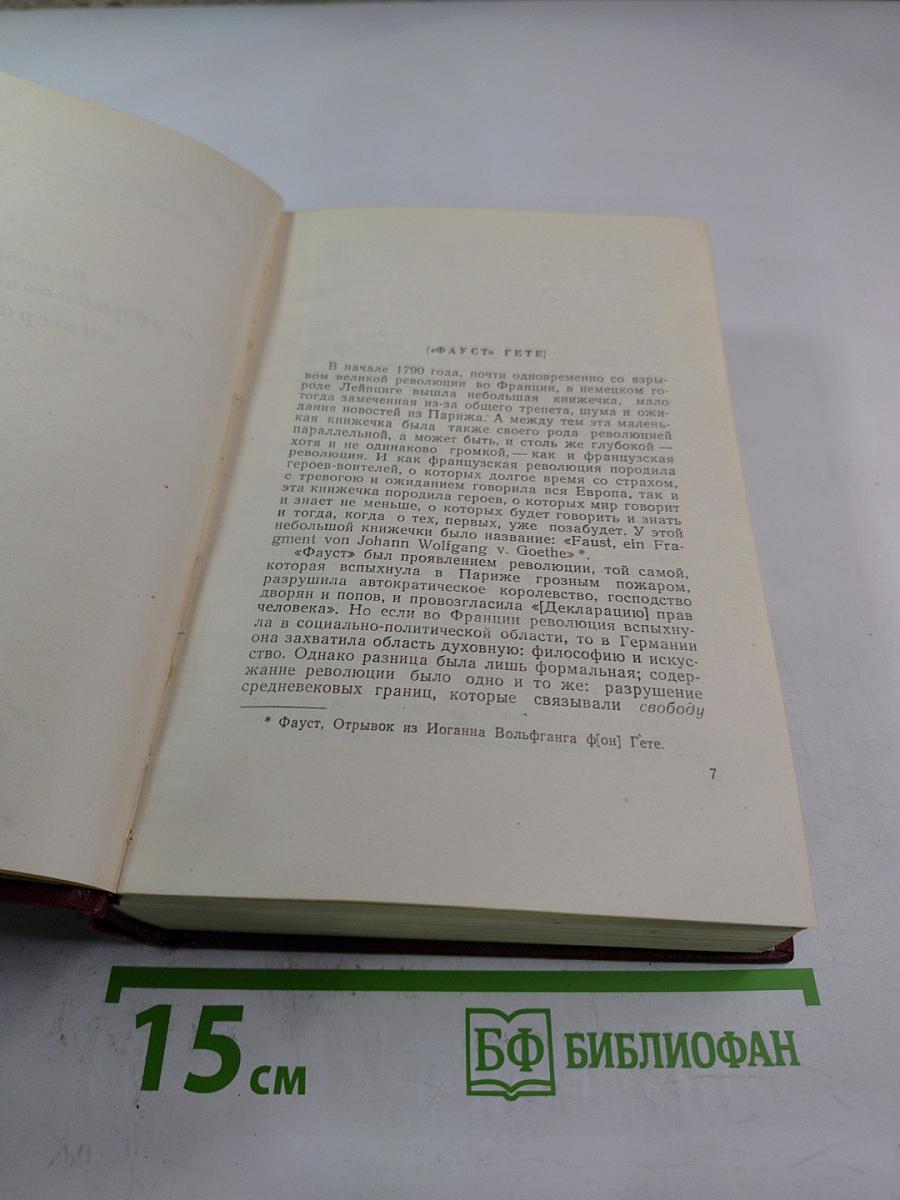 [«ФАУСТ» ГЕТЕ]
В начале 1790 года, почти одновременно со взры-
вом великой революции во Франции, в немецком го-
роде Лейпциге вышла небольшая книжечка, мало
тогда замеченная из-за общего трепета, шума и ожи-
дания новостей из Парижа. А между тем эта малень-
кая книжечка была также своего рода революцией
параллельной, а может быть, и столь же глубокой —
хотя и не одинаково громкой, — как и французская
революция. И как французская революция породила
героев-воителей, о которых долгое время со страхом,
с тревогою и ожиданием говорила вся Европа, так и
эта книжечка породила героев, о которых мир говорит
и знает не меньше, о которых будет говорить и знать
и тогда, когда о тех, первых, уже позабудет. У этой
небольшой книжечки было название: «Faust, ein Fra-
gment von Johann Wolfgang v. Goethe» *.
«Фауст» был проявлением революции, той самой,
которая вспыхнула в Париже грозным пожаром,
разрушила автократическое королевство, господство
дворян и попов, и провозгласила «[Декларацию] прав
человека». Но если во Франции революция вспыхну-
ла в социально-политической области, то в Германии
она захватила область духовную: философию и искус-
ство. Однако разница была лишь формальная; содер-
жание революции было одно и то же: разрушение
средневековых границ, которые связывали свободу
* Фауст, Отрывок из Иоганна Вольфганга ф[он] Гете.
7
15 см
БФ БИБЛИОФАН